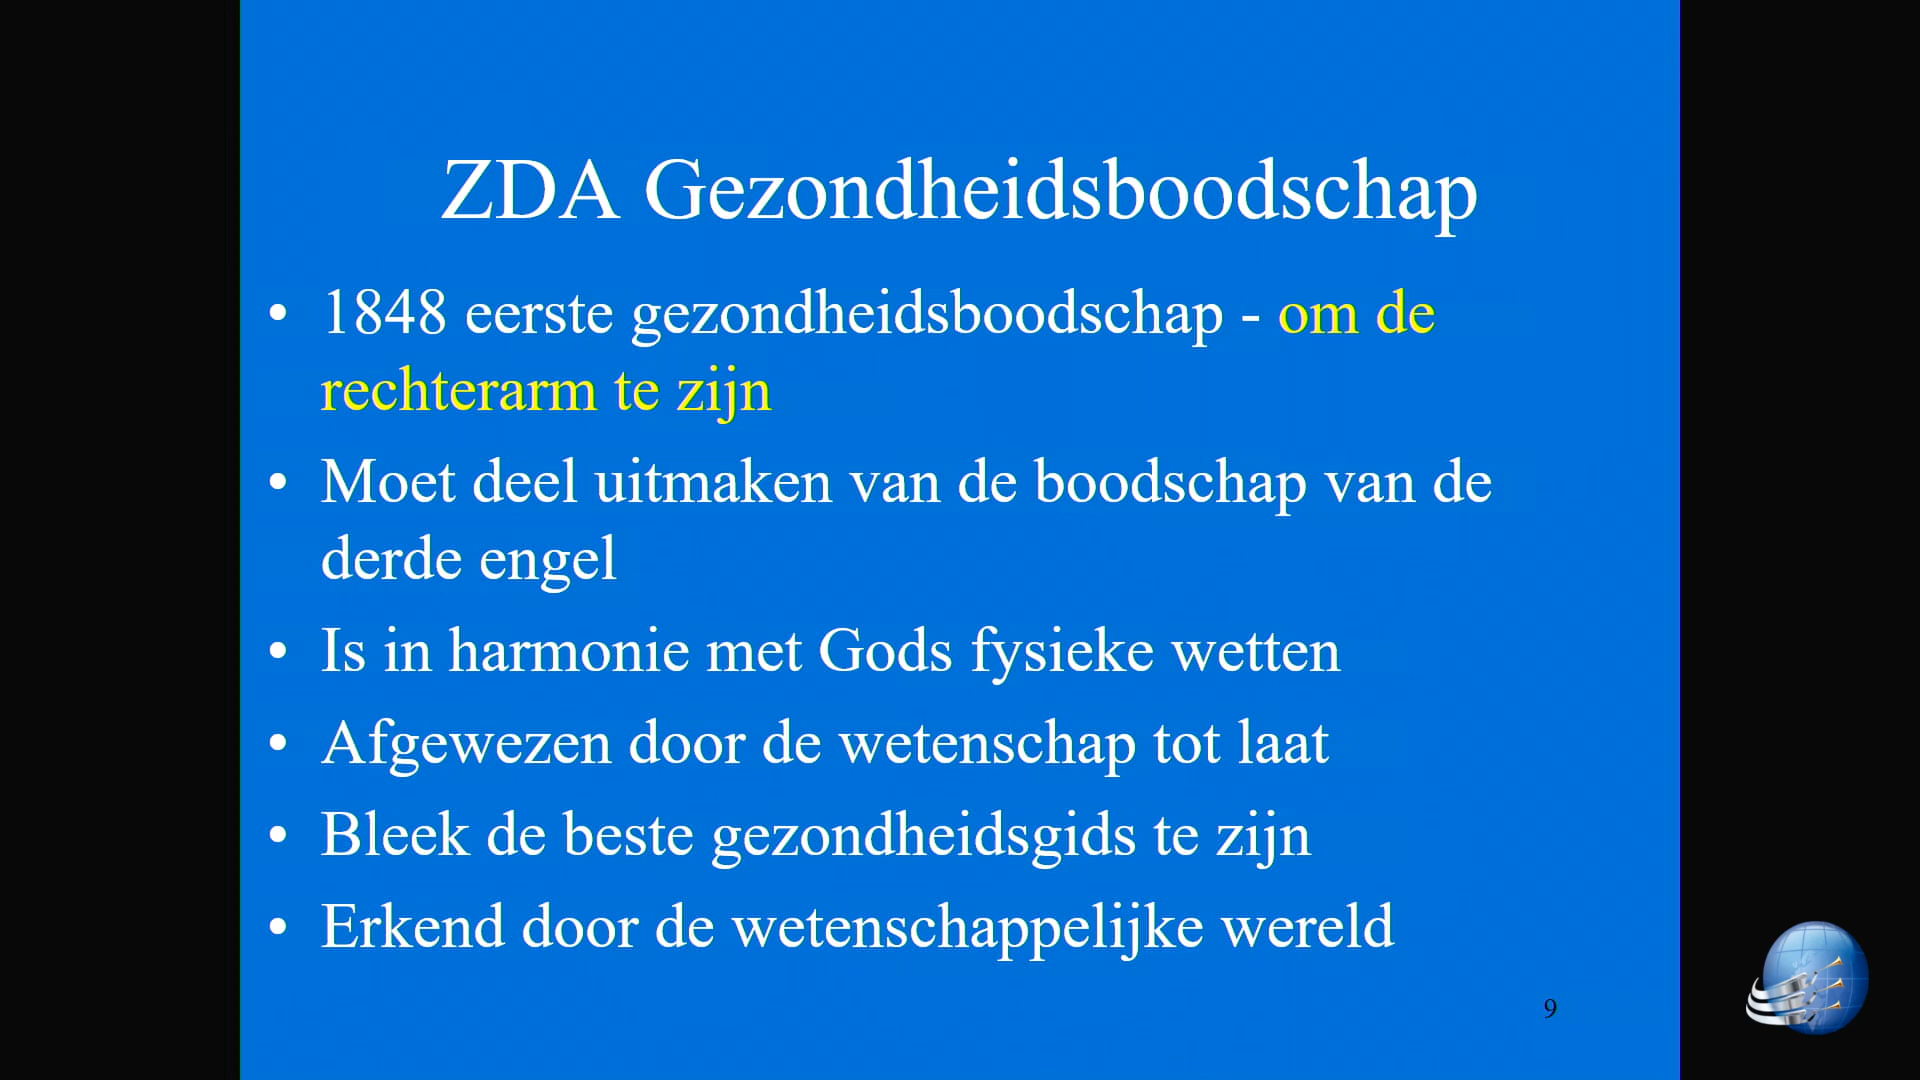 ZDA Gezondheidsboodschap
• 1848 eerste gezondheidsboodschap - om de
rechterarm te zijn
• Moet deel uitmaken van de boodschap van de
derde engel
• Is in harmonie met Gods fysieke wetten
• Afgewezen door de wetenschap tot laat
• Bleek de beste gezondheidsgids te zijn
• Erkend door de wetenschappelijke wereld
9